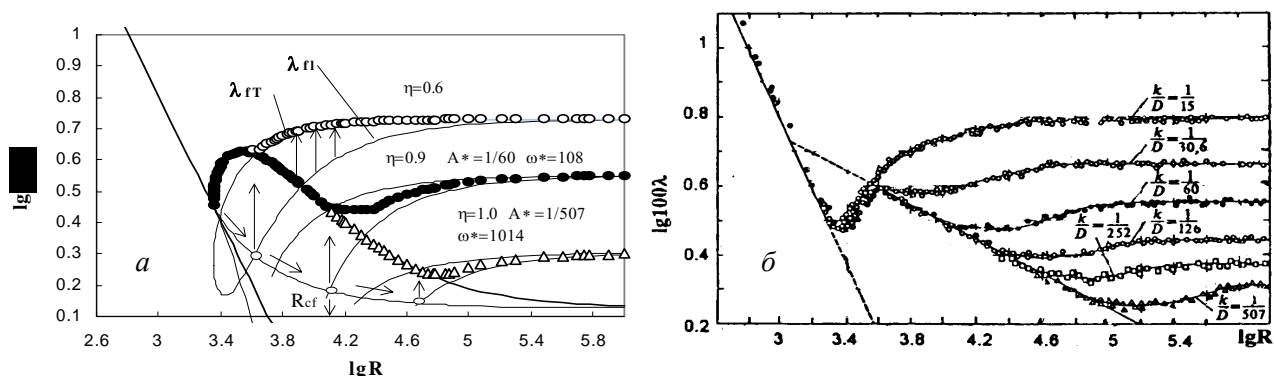 1
0.9
0.8
0.7
0.6
0.5
0.4
0.3
0.2
0.1
2.6 3 3.4 3.8 4.2 4.6 5 5.4 5.8
lg
lgR
λ fT
λ fI
η=0.6
η=0.9 A*=1/60 ω*=108
η=1.0 A*=1/507
ω*=1014
Rcf
а
1
0.8
0.6
0.4
0.2
3 3.4 3.8 4.2 4.6 5 5.4
lg100λ
lgR
k/D=1/15
k/D=1/30,6
k/D=1/60
k/D=1/252
k/D=1/126
k/D=1/507
б